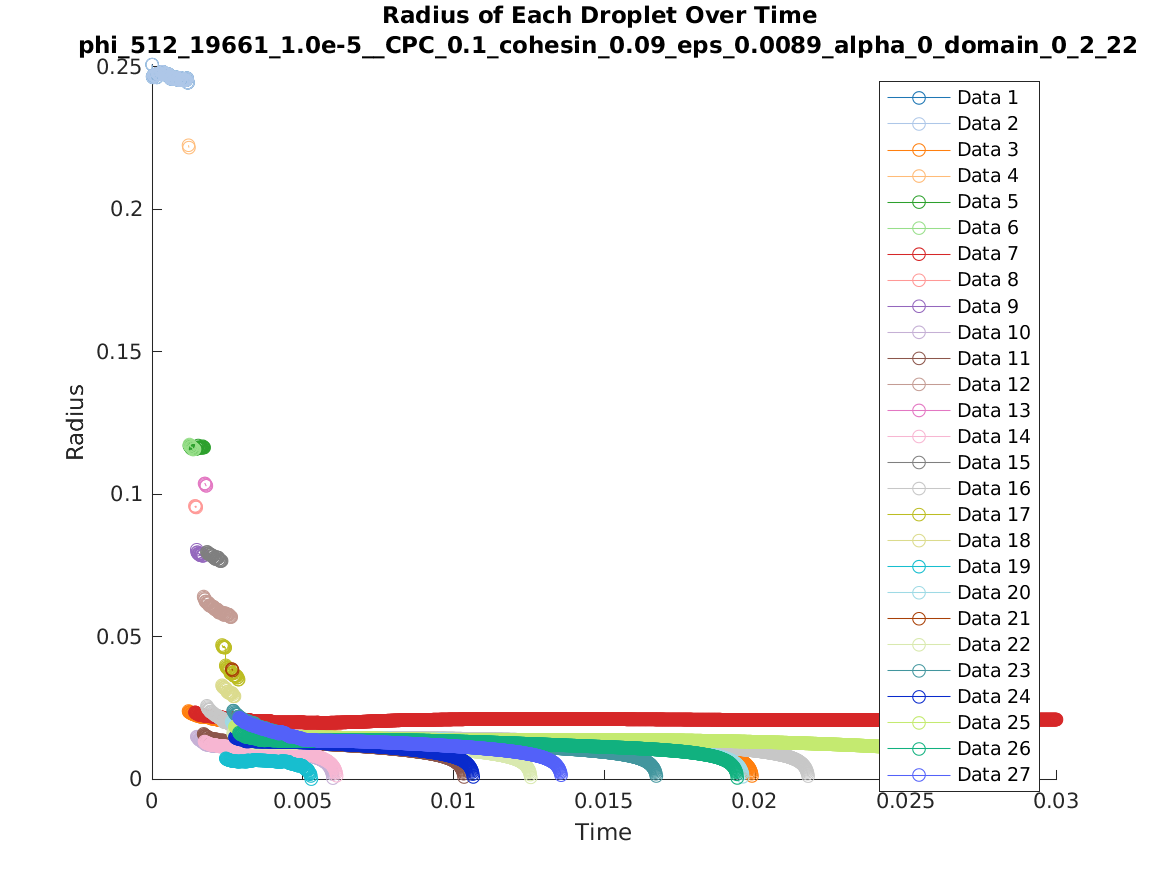 Radius of Each Droplet Over Time
phi_512_19661_1.0e-5__CPC_0.1_cohesin_0.09_eps_0.0089_alpha_0_domain_0_2_22
0.25
0.2
0.15
0.1
0.05
0
Radius
0
0.005
0.01
0.015
0.02
0.025
0.03
Time
Data 1
Data 2
Data 3
Data 4
Data 5
Data 6
Data 7
Data 8
Data 9
Data 10
Data 11
Data 12
Data 13
Data 14
Data 15
Data 16
Data 17
Data 18
Data 19
Data 20
Data 21
Data 22
Data 23
Data 24
Data 25
Data 26
Data 27